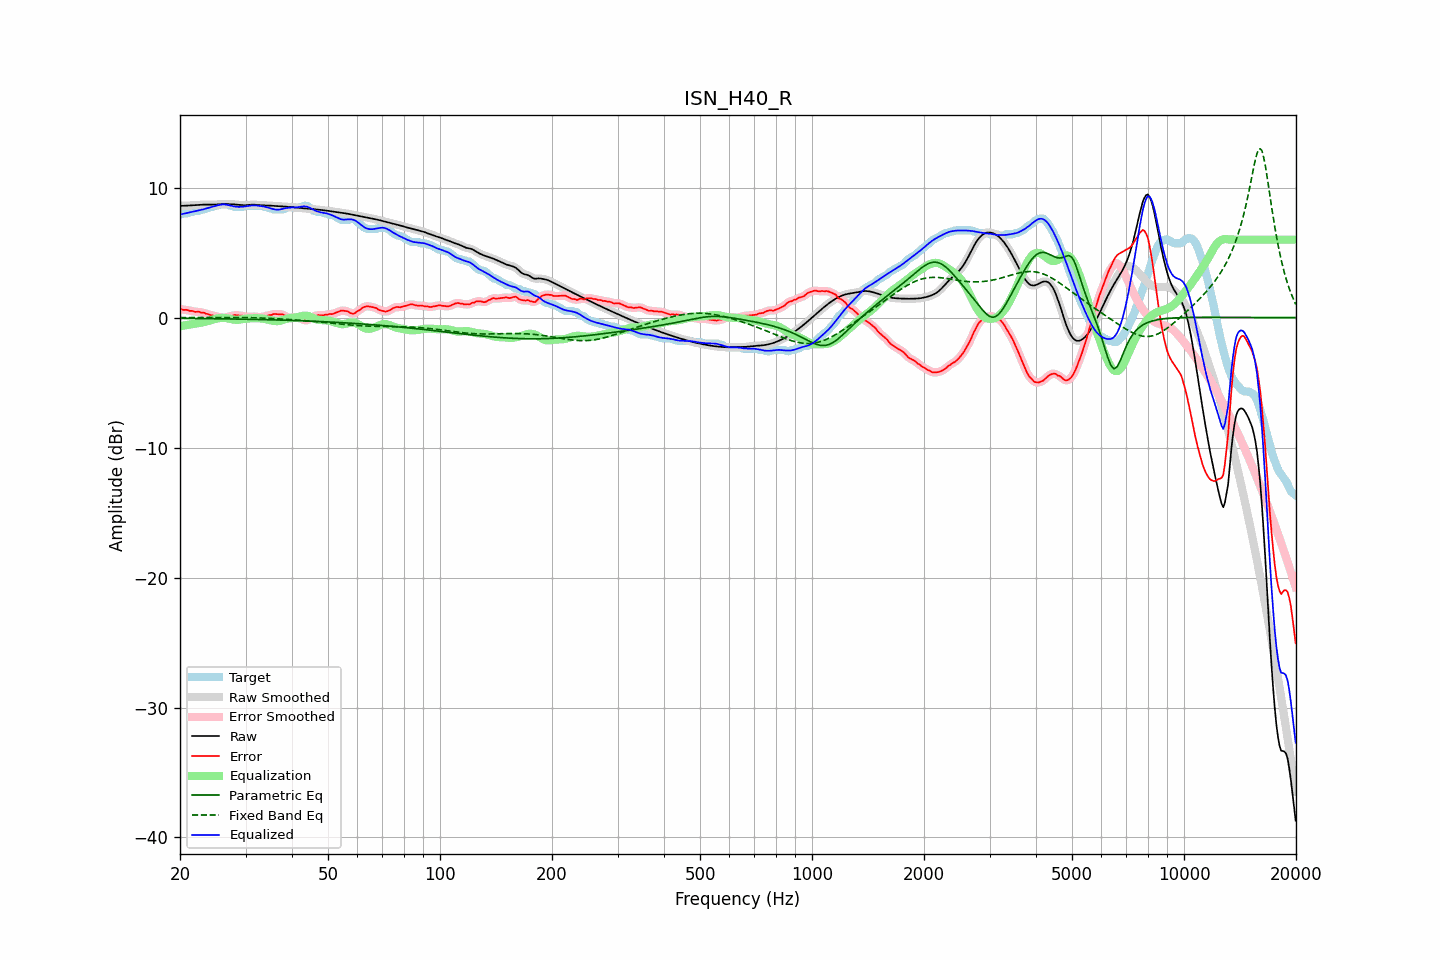 ISN_H40_R
Amplitude (dBr)
10
0
−10
−20
−30
−40
Target
Raw Smoothed
Error Smoothed
Raw
Error
Equalization
Parametric Eq
Fixed Band Eq
Equalized
20 50 100 200 500 1000 2000 5000 10000 20000
Frequency (Hz)